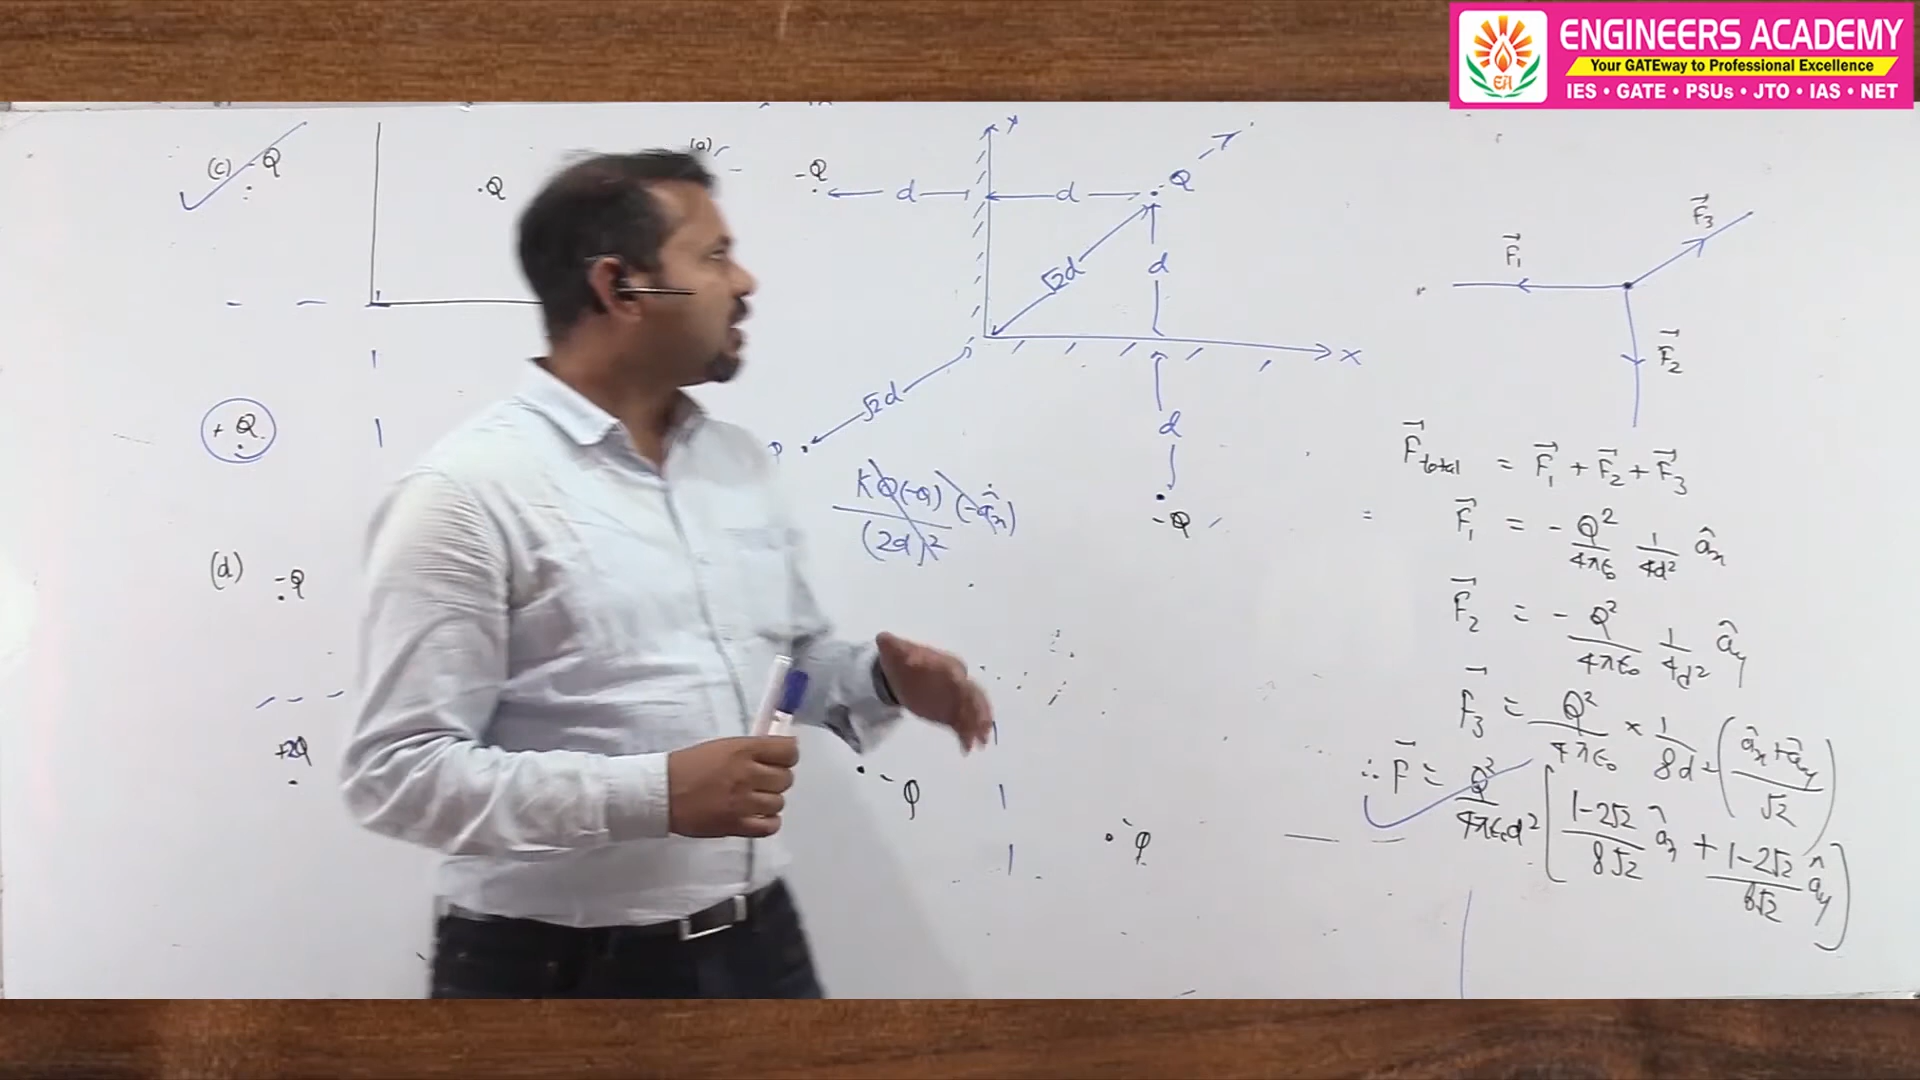 ENGINEERS ACADEMY
Your GATEway to Professional Excellence
IES • GATE • PSUs • JTO • IAS • NET
(c) -Q
.Q
+Q
(d) -Q
+2Q
(a)
-Q
d
d
Q
y
√2d
d
x
√2d
d
-Q
KQ(-Q) (-âx)
(2d)²
-Q
-Q
F⃗1
F⃗3
F⃗2
F⃗total = F⃗1 + F⃗2 + F⃗3
F⃗1 = - Q²/4πε0 1/4d² âx
F⃗2 = - Q²/4πε0 1/4d² ây
F⃗3 = Q²/4πε0 × 1/8d² (âx+ây/√2)
∴ F⃗ = Q²/4πε0d² [1-2√2/8√2 âx + 1-2√2/8√2 ây]